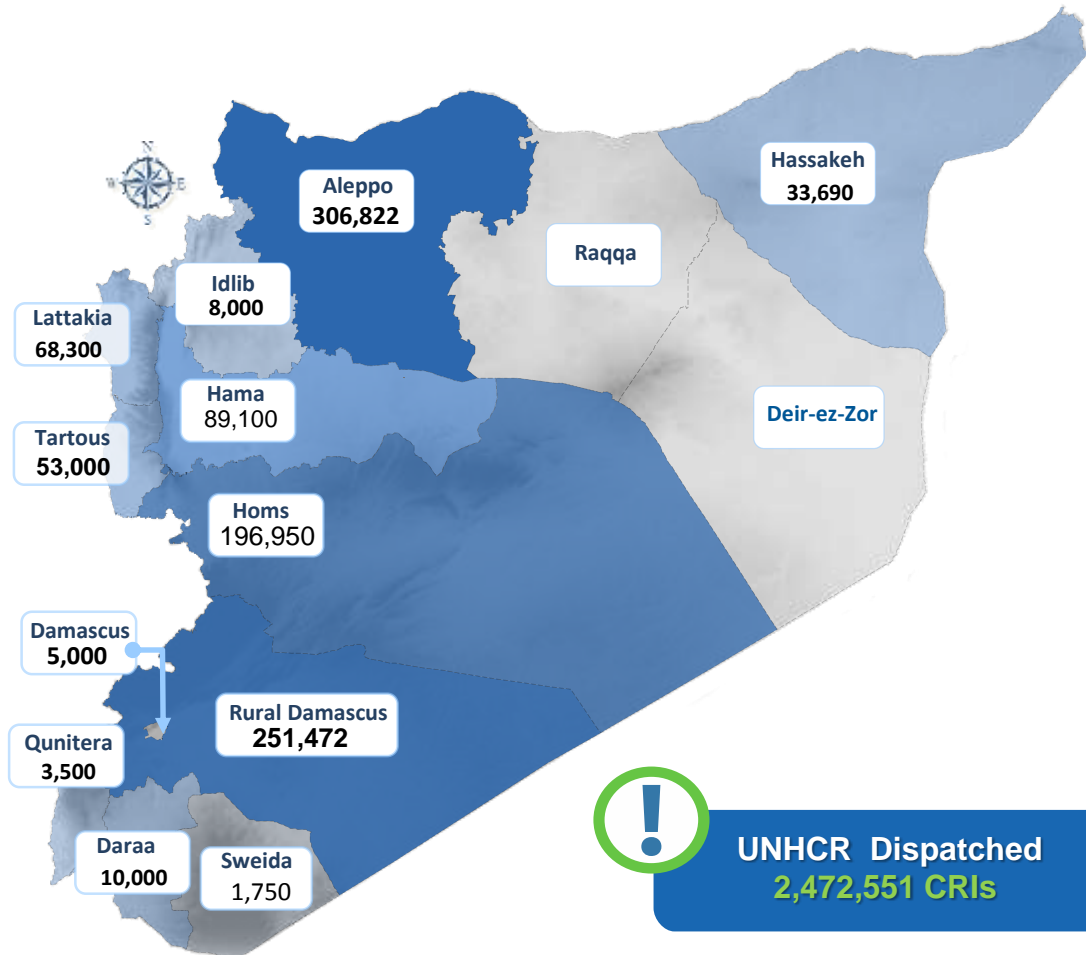 N
W E
S
Aleppo
306,822
Hassakeh
33,690
Raqqa
Idlib
8,000
Lattakia
68,300
Hama
89,100
Deir-ez-Zor
Tartous
53,000
Homs
196,950
Damascus
5,000
Rural Damascus
251,472
Qunitera
3,500
Daraa
10,000
Sweida
1,750
!
UNHCR Dispatched
2,472,551 CRIs